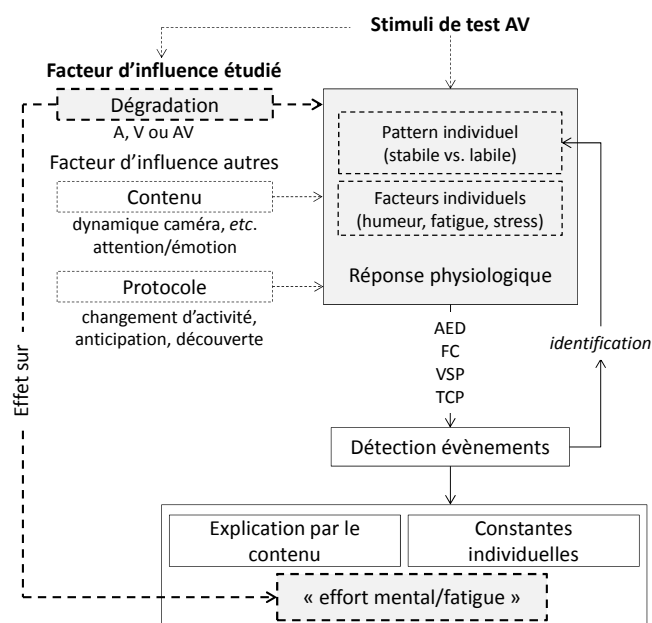 Stimuli de test AV
Facteur d’influence étudié
Dégradation
A, V ou AV
Facteur d’influence autres
Contenu
dynamique caméra, etc.
attention/émotion
Protocole
changement d’activité,
anticipation, découverte
Pattern individuel
(stabile vs. labile)
Facteurs individuels
(humeur, fatigue, stress)
Réponse physiologique
AED
FC
VSP
TCP
identification
Effet sur
Détection évènements
Explication par le
contenu
Constantes
individuelles
« effort mental/fatigue »